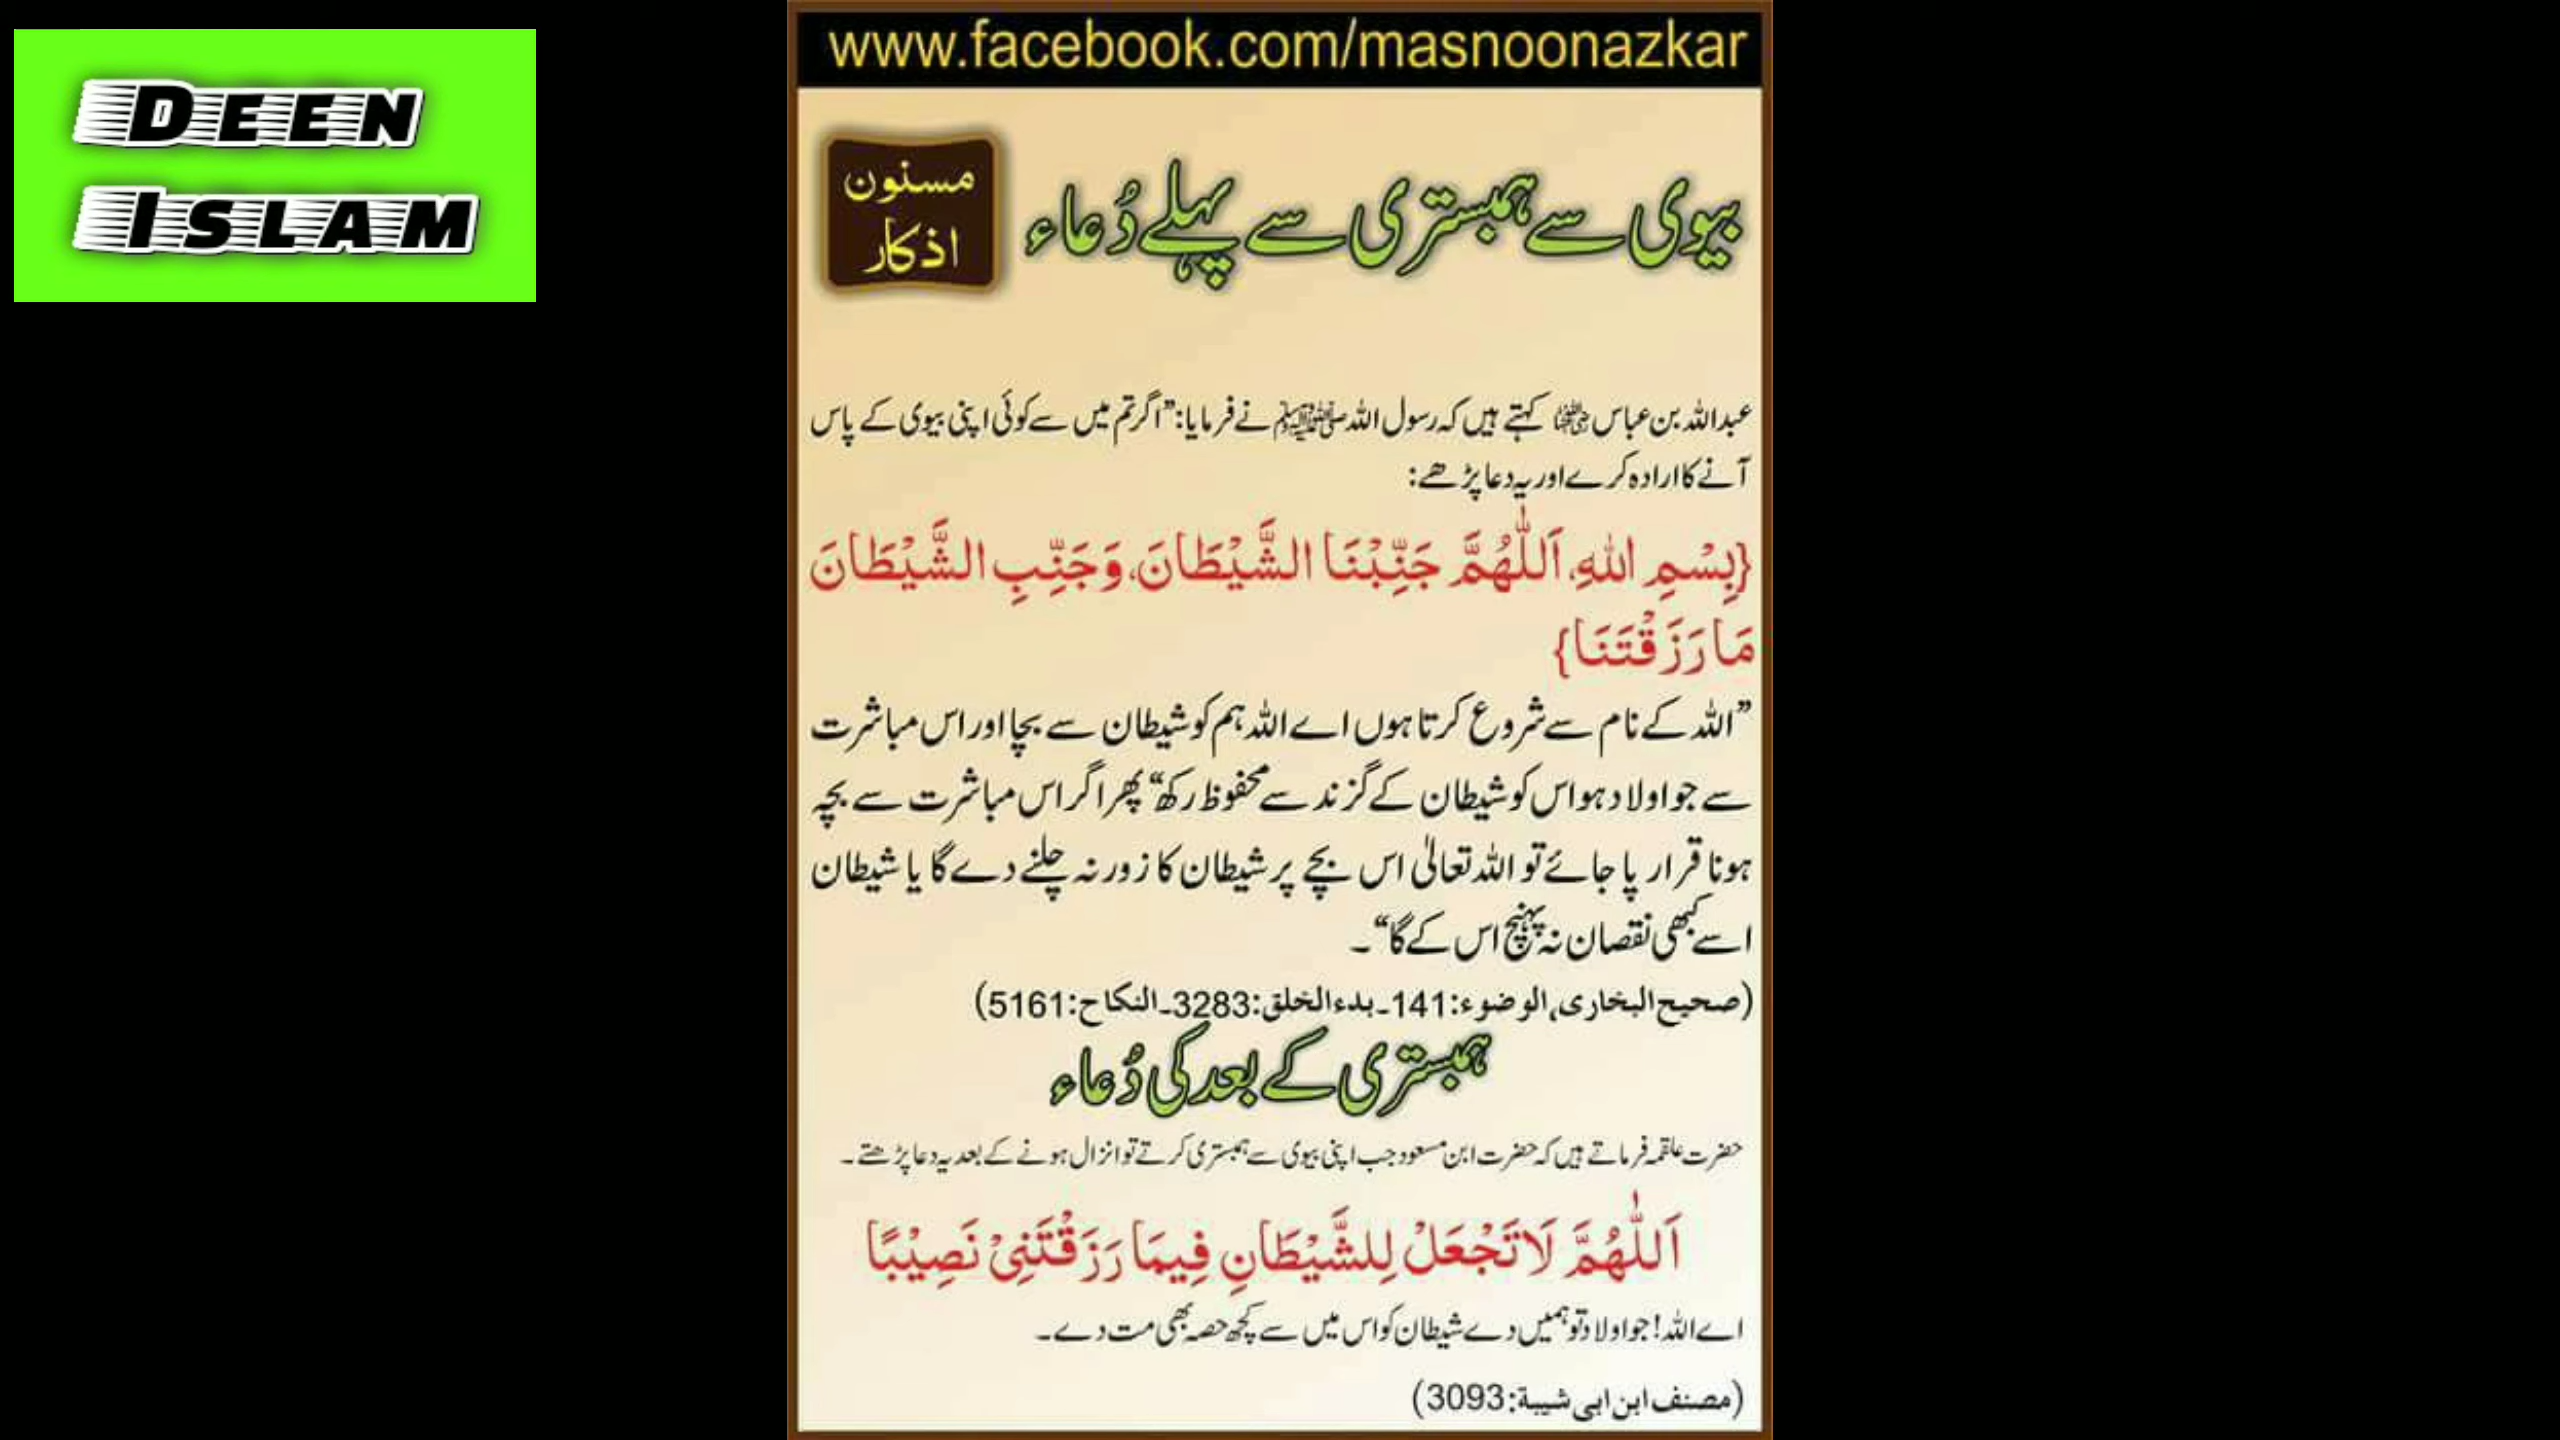 DEEN
ISLAM
www.facebook.com/masnoonazkar
بیوی سے ہمبستری سے پہلے دُعاء
مسنون
اذکار
عبداللہ بن عباس رضی اللہ عنہما کہتے ہیں کہ رسول اللہ ﷺ نے فرمایا: ”اگر تم میں سے کوئی اپنی بیوی کے پاس
آنے کا ارادہ کرے اور یہ دعا پڑھے:
{بِسْمِ اللهِ، اَللّٰهُمَّ جَنِّبْنَا الشَّيْطَانَ، وَجَنِّبِ الشَّيْطَانَ
مَا رَزَقْتَنَا}
”اللہ کے نام سے شروع کرتا ہوں اے اللہ ہم کو شیطان سے بچا اور اس مباشرت
سے جو اولاد ہو اس کو شیطان کے گزند سے محفوظ رکھ“ پھر اگر اس مباشرت سے بچہ
ہونا قرار پا جائے تو اللہ تعالٰی اس بچے پر شیطان کا زور نہ چلنے دے گا یا شیطان
اسے کبھی نقصان نہ پہنچ اس کے گا“۔
(صحیح البخاری، الوضوء:141۔بدء الخلق:3283۔النکاح:5161)
ہمبستری کے بعد کی دُعاء
حضرت علقمہ فرماتے ہیں کہ حضرت ابن مسعود جب اپنی بیوی سے ہمبستری کرتے تو انزال ہونے کے بعد یہ دعا پڑھتے۔
اَللّٰهُمَّ لَا تَجْعَلْ لِلشَّيْطَانِ فِيمَا رَزَقْتَنِيْ نَصِيْبًا
اے اللہ! جو اولاد تو ہمیں دے شیطان کو اس میں سے کچھ حصہ بھی مت دے۔
(مصنف ابن ابی شیبة:3093)